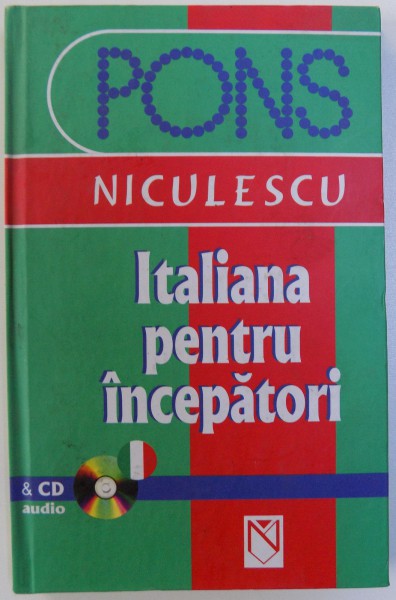 PONS
NICULESCU
Italiana
pentru
începători
& CD
audio